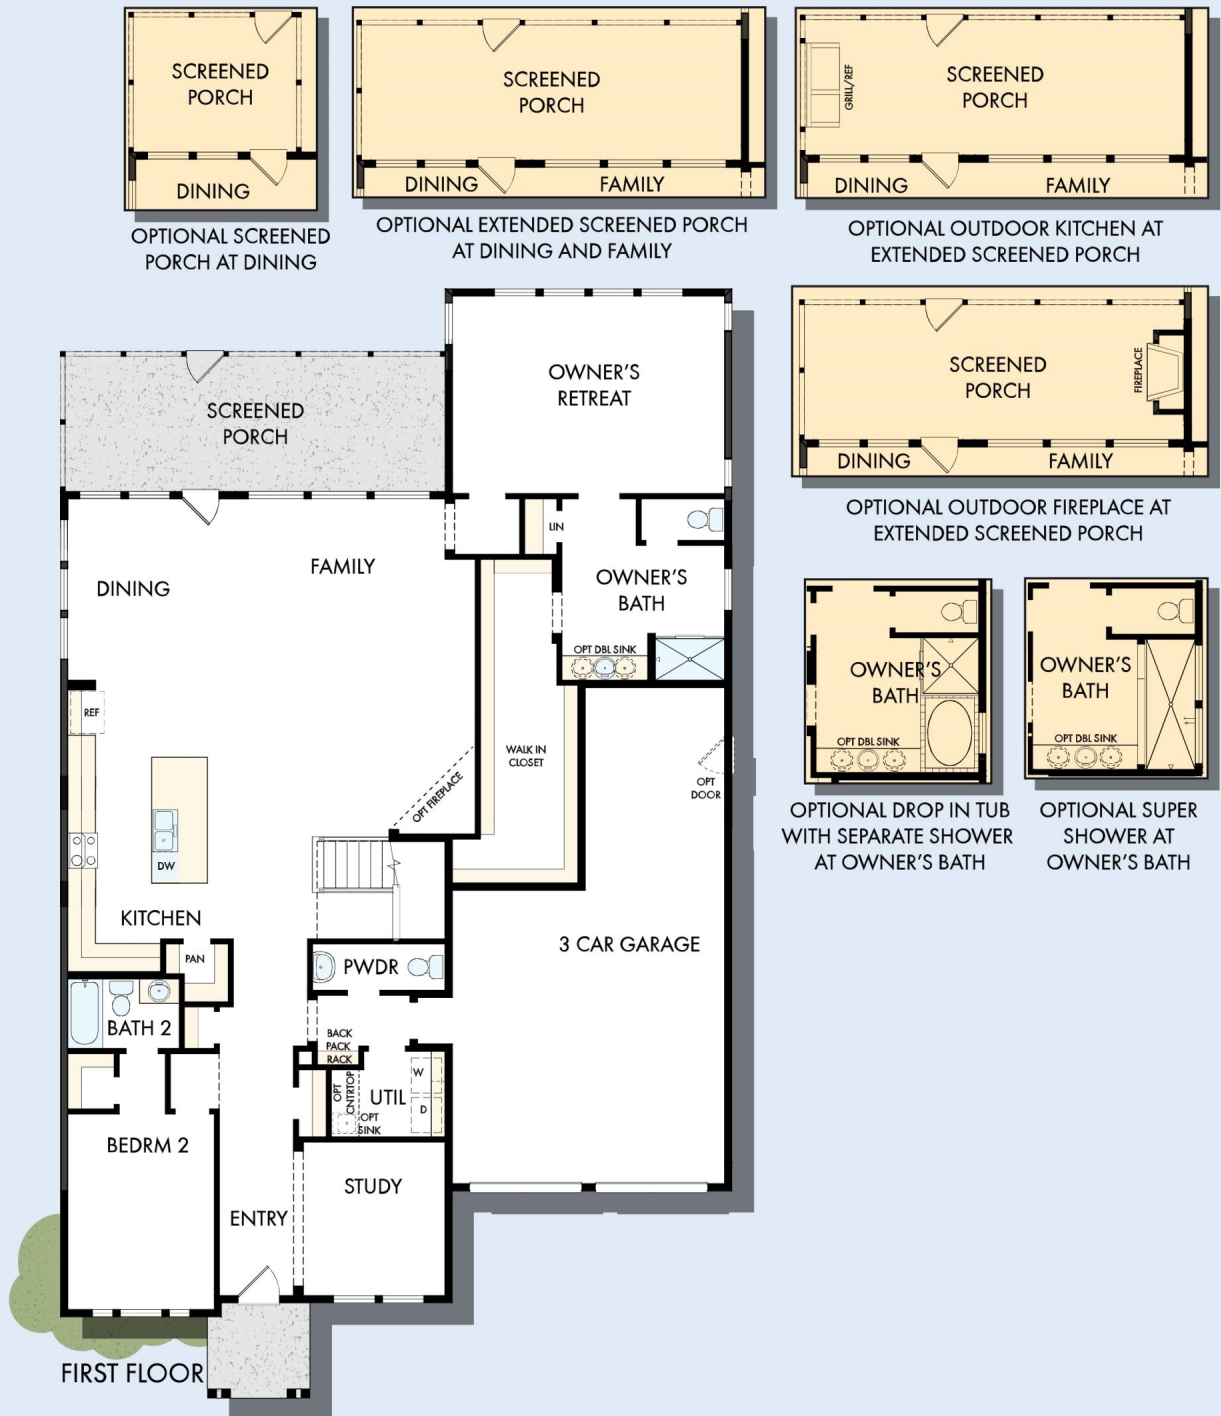 SCREENED
PORCH
DINING
OPTIONAL SCREENED
PORCH AT DINING
SCREENED
PORCH
DINING
FAMILY
OPTIONAL EXTENDED SCREENED PORCH
AT DINING AND FAMILY
GRILL/REF
SCREENED
PORCH
DINING
FAMILY
OPTIONAL OUTDOOR KITCHEN AT
EXTENDED SCREENED PORCH
SCREENED
PORCH
FIREPLACE
DINING
FAMILY
OPTIONAL OUTDOOR FIREPLACE AT
EXTENDED SCREENED PORCH
OWNER'S
BATH
OPT DBL SINK
OPTIONAL DROP IN TUB
WITH SEPARATE SHOWER
AT OWNER'S BATH
OWNER'S
BATH
OPT DBL SINK
OPTIONAL SUPER
SHOWER AT
OWNER'S BATH
OWNER'S
RETREAT
SCREENED
PORCH
LIN
FAMILY
DINING
OWNER'S
BATH
OPT DBL SINK
REF
WALK IN
CLOSET
OPT
DOOR
OPT FIREPLACE
DW
KITCHEN
3 CAR GARAGE
PAN
PWDR
BATH 2
BACK
PACK
RACK
W
OPT
CNTRTOP
UTIL
D
OPT
SINK
BEDRM 2
STUDY
ENTRY
FIRST FLOOR